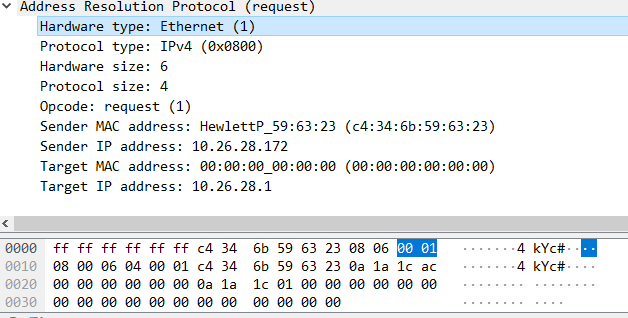 Address Resolution Protocol (request)
Hardware type: Ethernet (1)
Protocol type: IPv4 (0x0800)
Hardware size: 6
Protocol size: 4
Opcode: request (1)
Sender MAC address: HewlettP_59:63:23 (c4:34:6b:59:63:23)
Sender IP address: 10.26.28.172
Target MAC address: 00:00:00_00:00:00 (00:00:00:00:00:00)
Target IP address: 10.26.28.1
0000 ff ff ff ff ff ff c4 34 6b 59 63 23 08 06 00 01 ·······4 kYc#····
0010 08 00 06 04 00 01 c4 34 6b 59 63 23 0a 1a 1c ac ·······4 kYc#····
0020 00 00 00 00 00 00 0a 1a 1c 01 00 00 00 00 00 00 ········ ········
0030 00 00 00 00 00 00 00 00 00 00 00 00 ········ ····